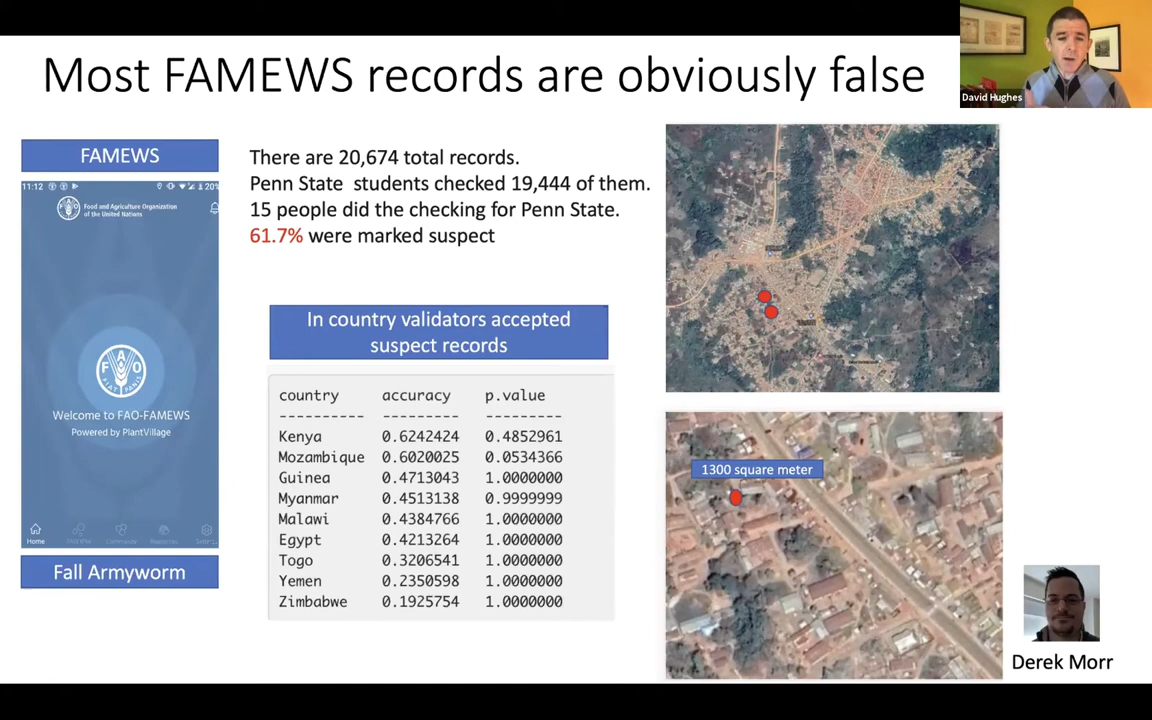 Most FAMEWS records are obviously false
David Hughes
FAMEWS
11:12
20%
Food and Agriculture Organization
of the United Nations
F A O
FIAT PANIS
Welcome to FAO-FAMEWS
Powered by PlantVillage
Home
Community
Fall Armyworm
There are 20,674 total records.
Penn State students checked 19,444 of them.
15 people did the checking for Penn State.
61.7% were marked suspect
In country validators accepted
suspect records
country accuracy p.value
---------- --------- ---------
Kenya 0.6242424 0.4852961
Mozambique 0.6020025 0.0534366
Guinea 0.4713043 1.0000000
Myanmar 0.4513138 0.9999999
Malawi 0.4384766 1.0000000
Egypt 0.4213264 1.0000000
Togo 0.3206541 1.0000000
Yemen 0.2350598 1.0000000
Zimbabwe 0.1925754 1.0000000
1300 square meter
Derek Morr